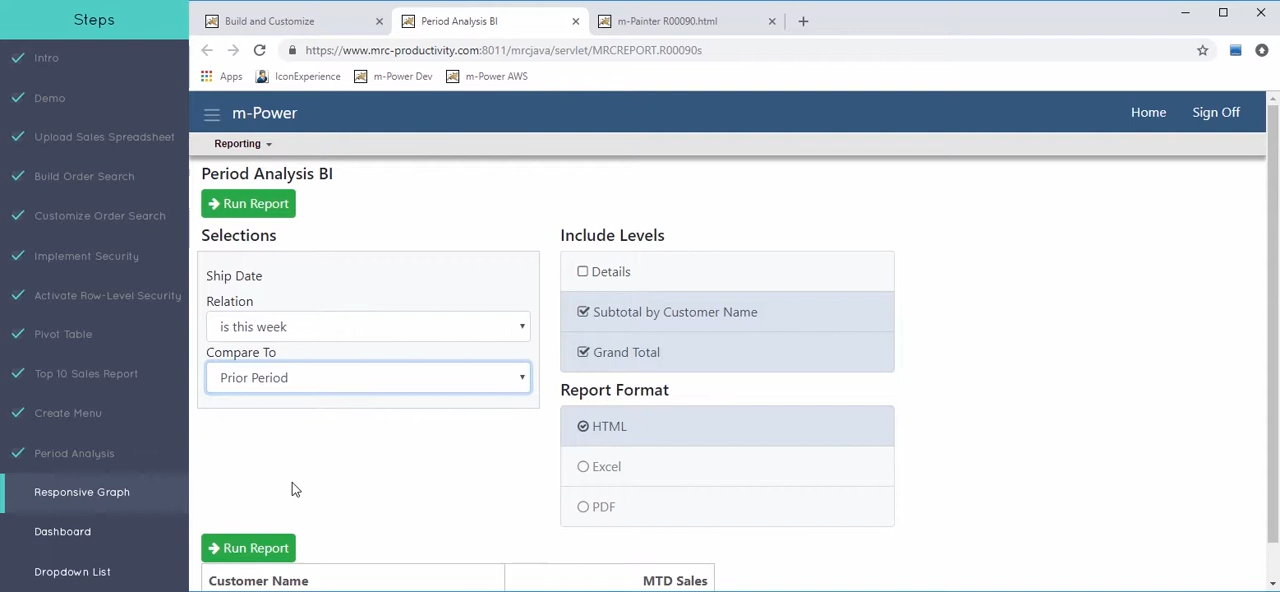 Steps
Intro
Demo
Upload Sales Spreadsheet
Build Order Search
Customize Order Search
Implement Security
Activate Row-Level Security
Pivot Table
Top 10 Sales Report
Create Menu
Period Analysis
Responsive Graph
Dashboard
Dropdown List
Build and Customize
Period Analysis BI
m-Painter R00090.html
https://www.mrc-productivity.com:8011/mrcjava/servlet/MRCREPORT.R00090s
Apps
IconExperience
m-Power Dev
m-Power AWS
m-Power
Home
Sign Off
Reporting
Period Analysis BI
Run Report
Selections
Ship Date
Relation
is this week
Compare To
Prior Period
Include Levels
Details
Subtotal by Customer Name
Grand Total
Report Format
HTML
Excel
PDF
Run Report
Customer Name
MTD Sales